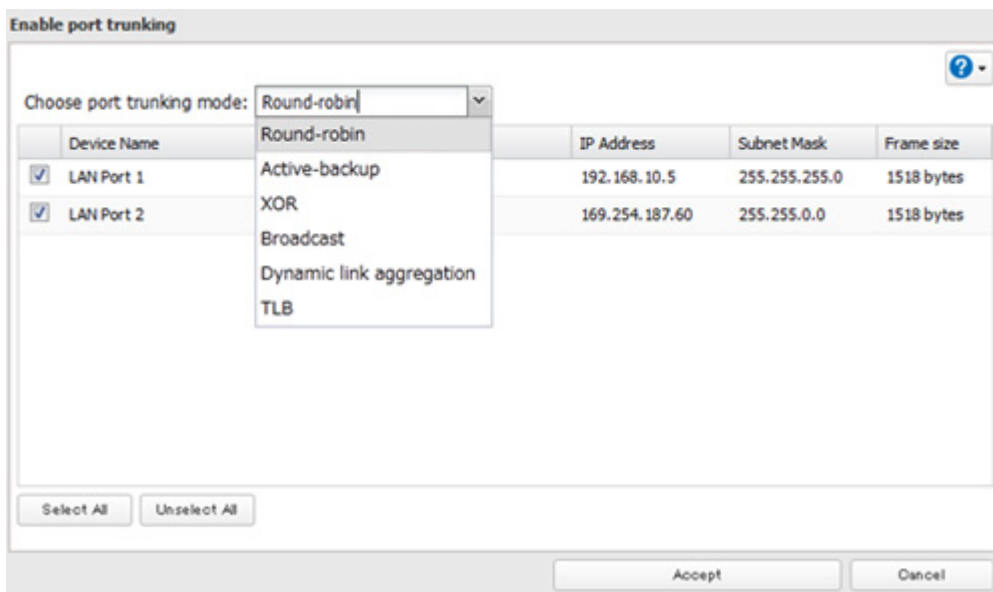 Enable port trunking
Choose port trunking mode: Round-robin
Device Name IP Address Subnet Mask Frame size
Round-robin
LAN Port 1 192.168.10.5 255.255.255.0 1518 bytes
Active-backup
XOR
LAN Port 2 169.254.187.60 255.255.0.0 1518 bytes
Broadcast
Dynamic link aggregation
TLB
Select All Unselect All
Accept Cancel